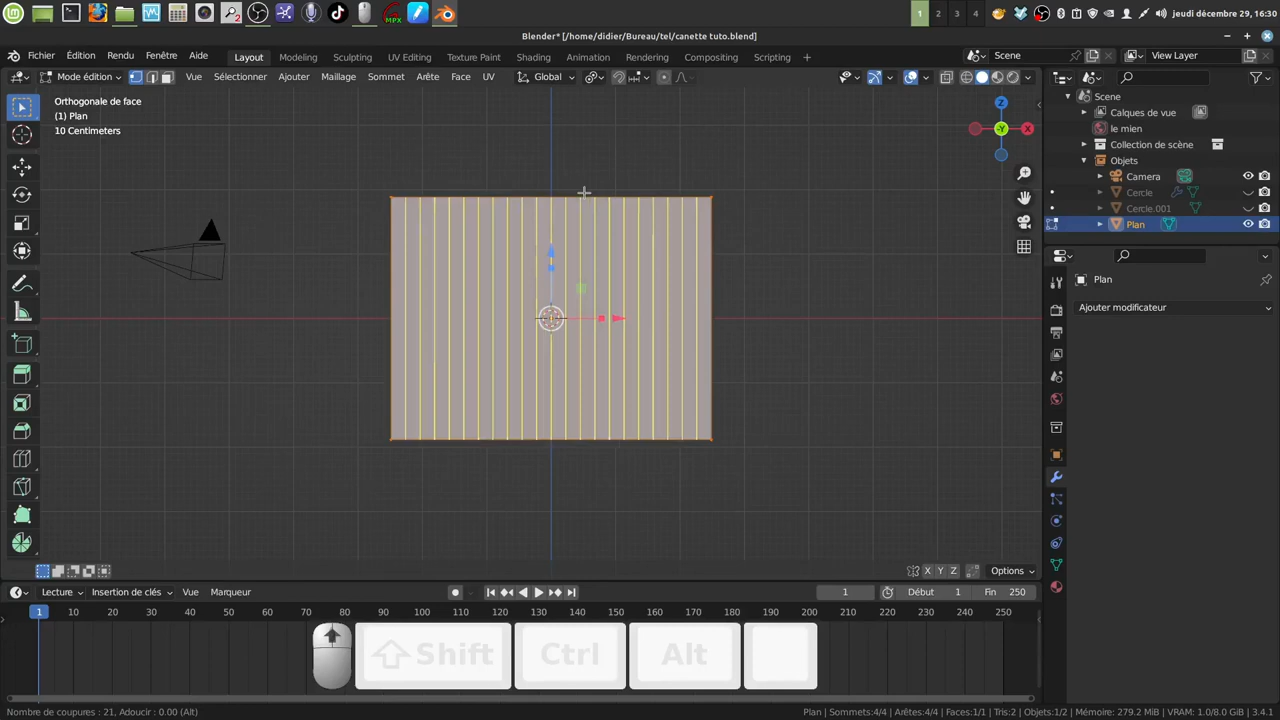 jeudi décembre 29, 16:30
1 2 3 4
Blender* [/home/didier/Bureau/tel/canette tuto.blend]
Fichier Édition Rendu Fenêtre Aide
Layout Modeling Sculpting UV Editing Texture Paint Shading Animation Rendering Compositing Scripting +
Scene View Layer
Mode édition Vue Sélectionner Ajouter Maillage Sommet Arête Face UV
Global
Orthogonale de face
(1) Plan
10 Centimeters
Z
-Y
X
Scene
Calques de vue
le mien
Collection de scène
Objets
Camera
Cercle
Cercle.001
Plan
Plan
Ajouter modificateur
X Y Z Options
Lecture Insertion de clés Vue Marqueur
1 Début 1 Fin 250
1 10 20 30 40 50 60 70 80 90 100 110 120 130 140 150 160 170 180 190 200 210 220 230 240 250
Shift Ctrl Alt
Nombre de coupures : 21, Adoucir : 0.00 (Alt)
Plan | Sommets:4/4 | Arêtes:4/4 | Faces:1/1 | Tris:2 | Objets:1/2 | Mémoire: 279.2 MiB | VRAM: 1.0/8.0 GiB | 3.4.1